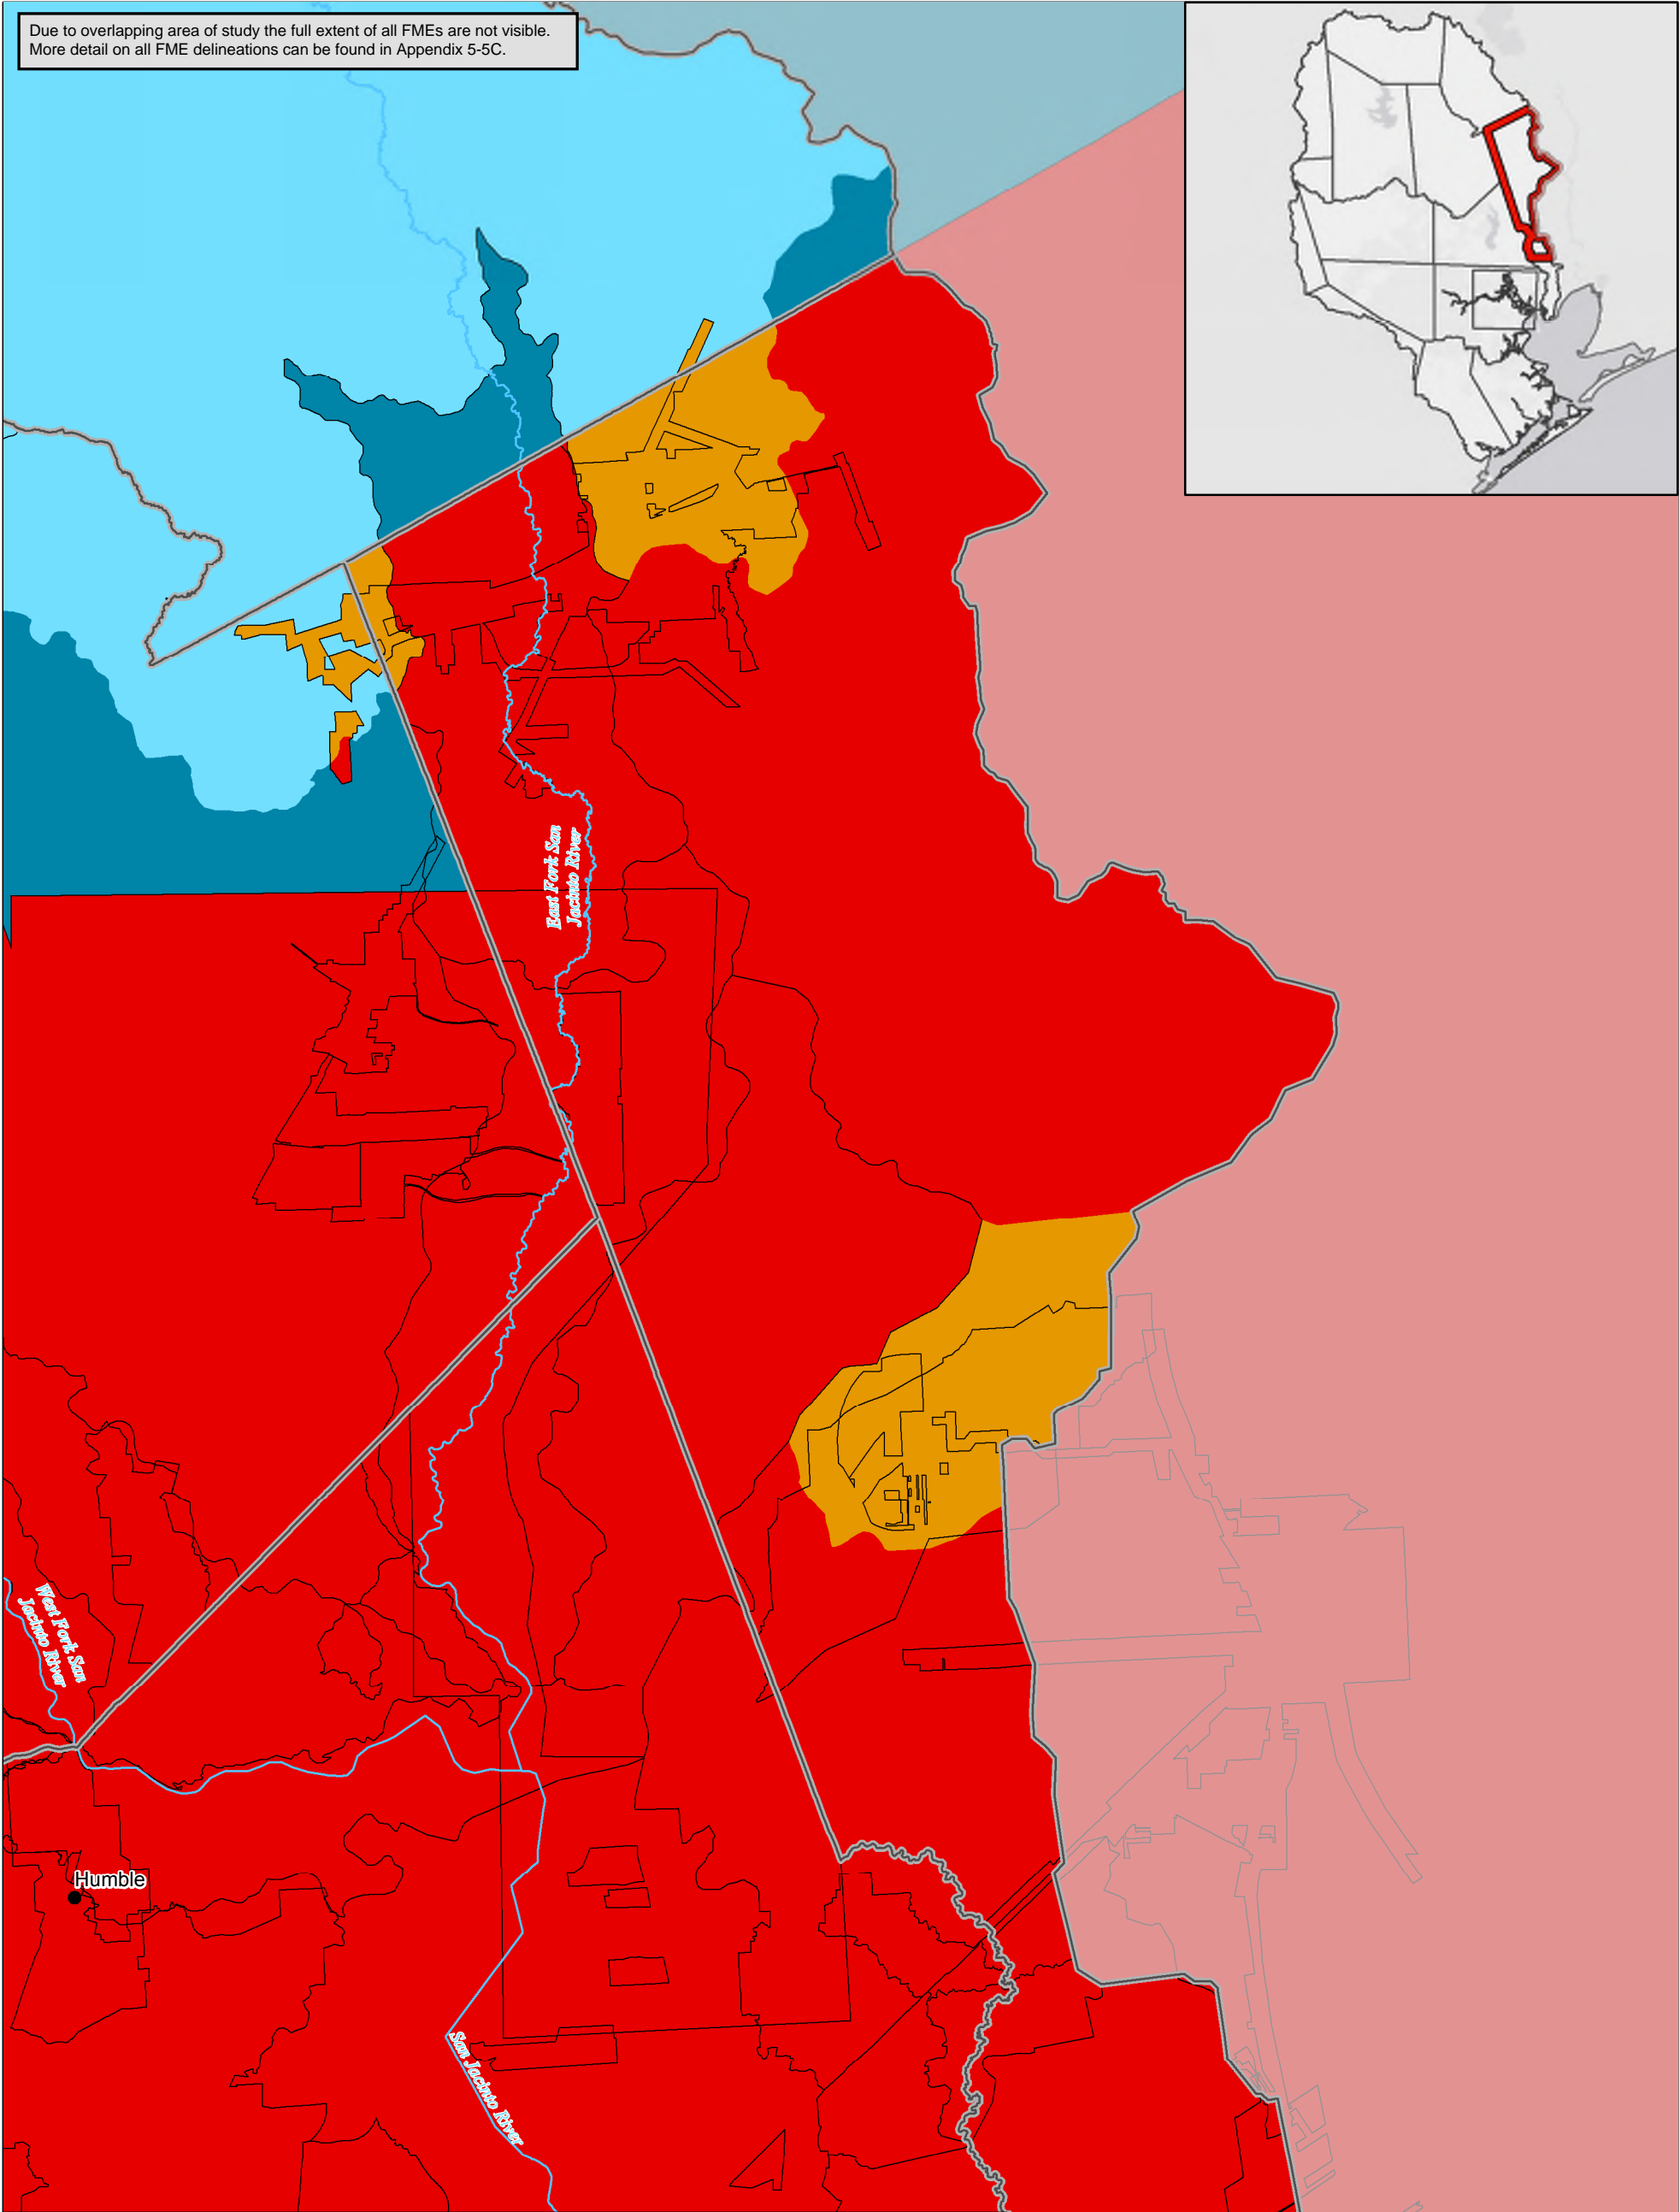 Due to overlapping area of study the full extent of all FMEs are not visible.
More detail on all FME delineations can be found in Appendix 5-5C.
East Fork San
Jacinto River
West Fork San
Jacinto River
Humble
San Jacinto River